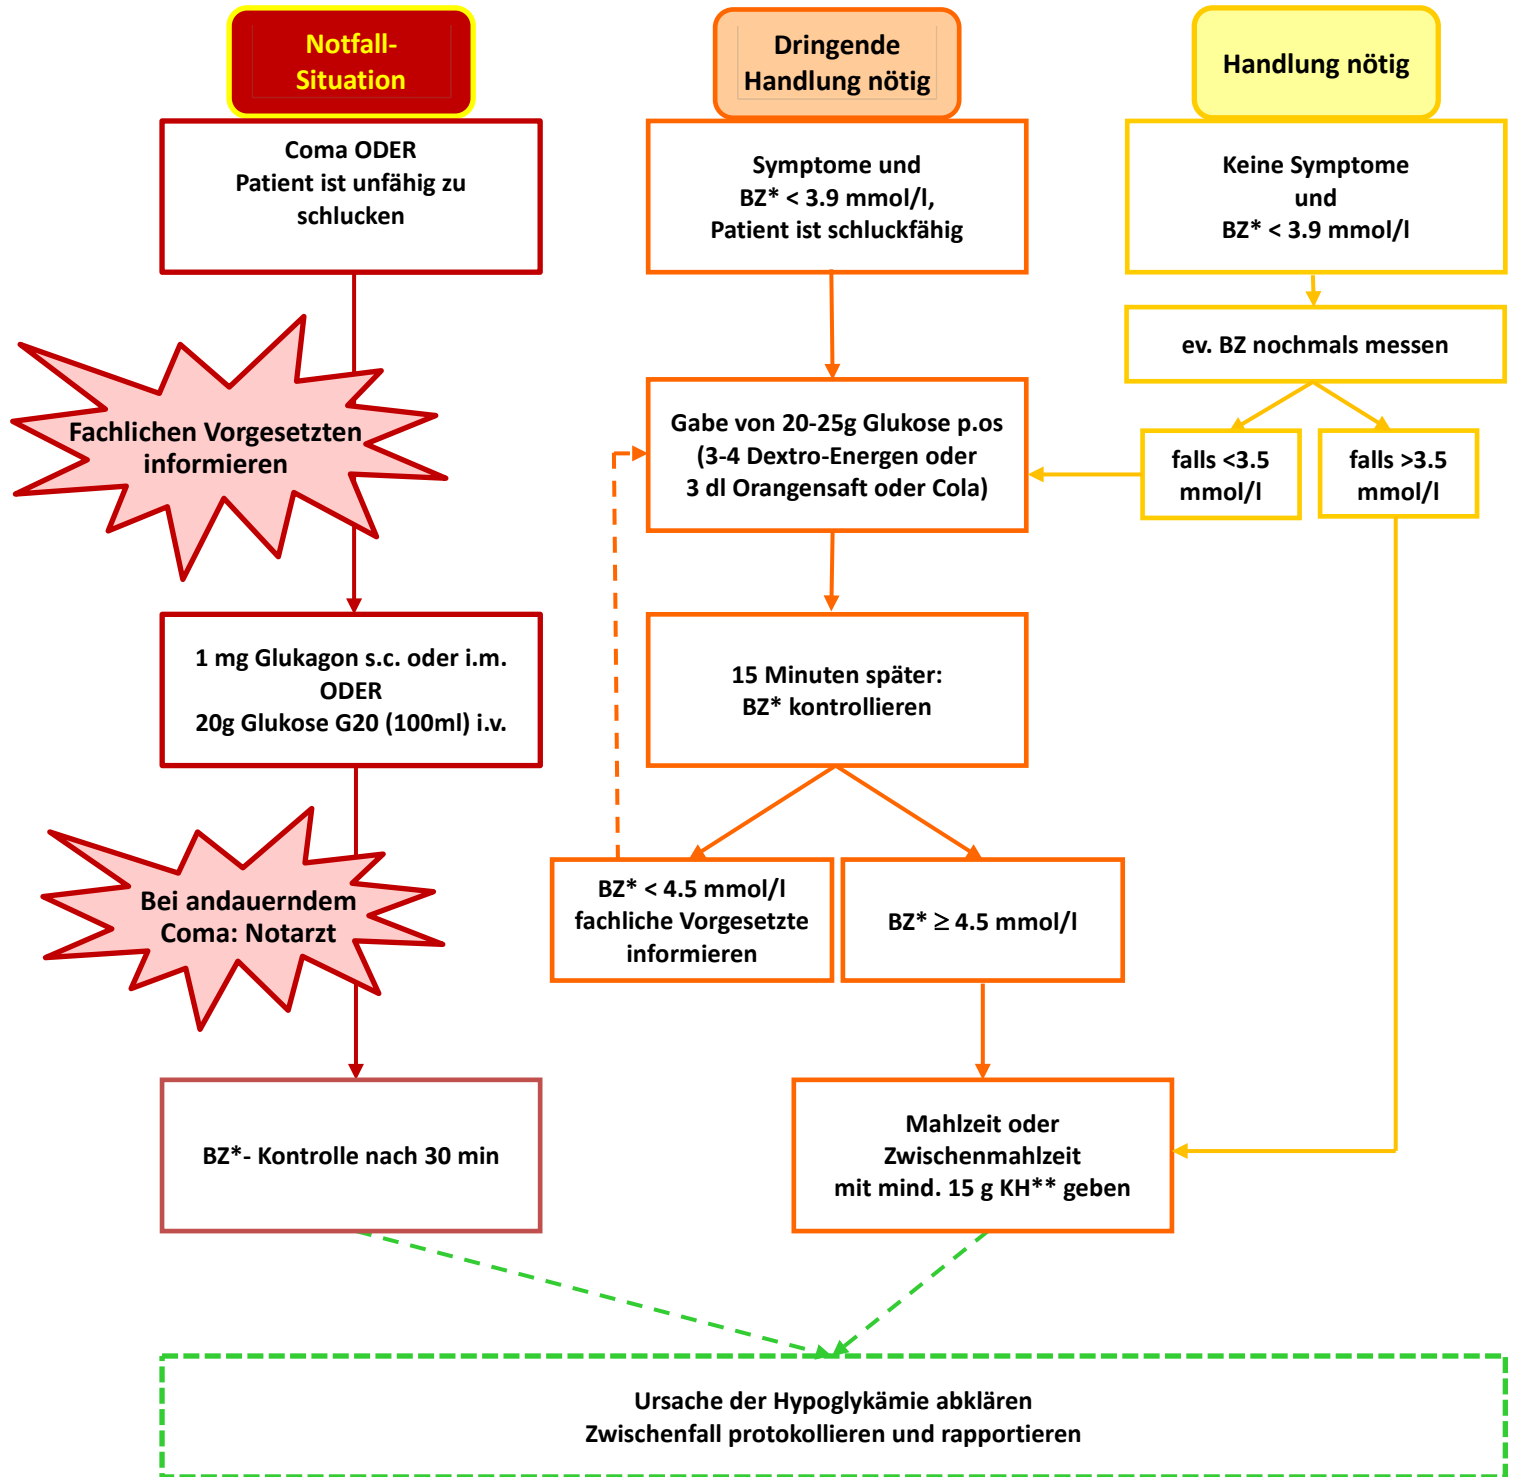 Notfall-
Situation
Coma ODER
Patient ist unfähig zu
schlucken
Fachlichen Vorgesetzten
informieren
1 mg Glukagon s.c. oder i.m.
ODER
20g Glukose G20 (100ml) i.v.
Bei andauerndem
Coma: Notarzt
BZ*- Kontrolle nach 30 min
Dringende
Handlung nötig
Symptome und
BZ* < 3.9 mmol/l,
Patient ist schluckfähig
Gabe von 20-25g Glukose p.os
(3-4 Dextro-Energen oder
3 dl Orangensaft oder Cola)
15 Minuten später:
BZ* kontrollieren
BZ* < 4.5 mmol/l
fachliche Vorgesetzte
informieren
BZ* ≥ 4.5 mmol/l
Mahlzeit oder
Zwischenmahlzeit
mit mind. 15 g KH** geben
Handlung nötig
Keine Symptome
und
BZ* < 3.9 mmol/l
ev. BZ nochmals messen
falls <3.5
mmol/l
falls >3.5
mmol/l
Ursache der Hypoglykämie abklären
Zwischenfall protokollieren und rapportieren